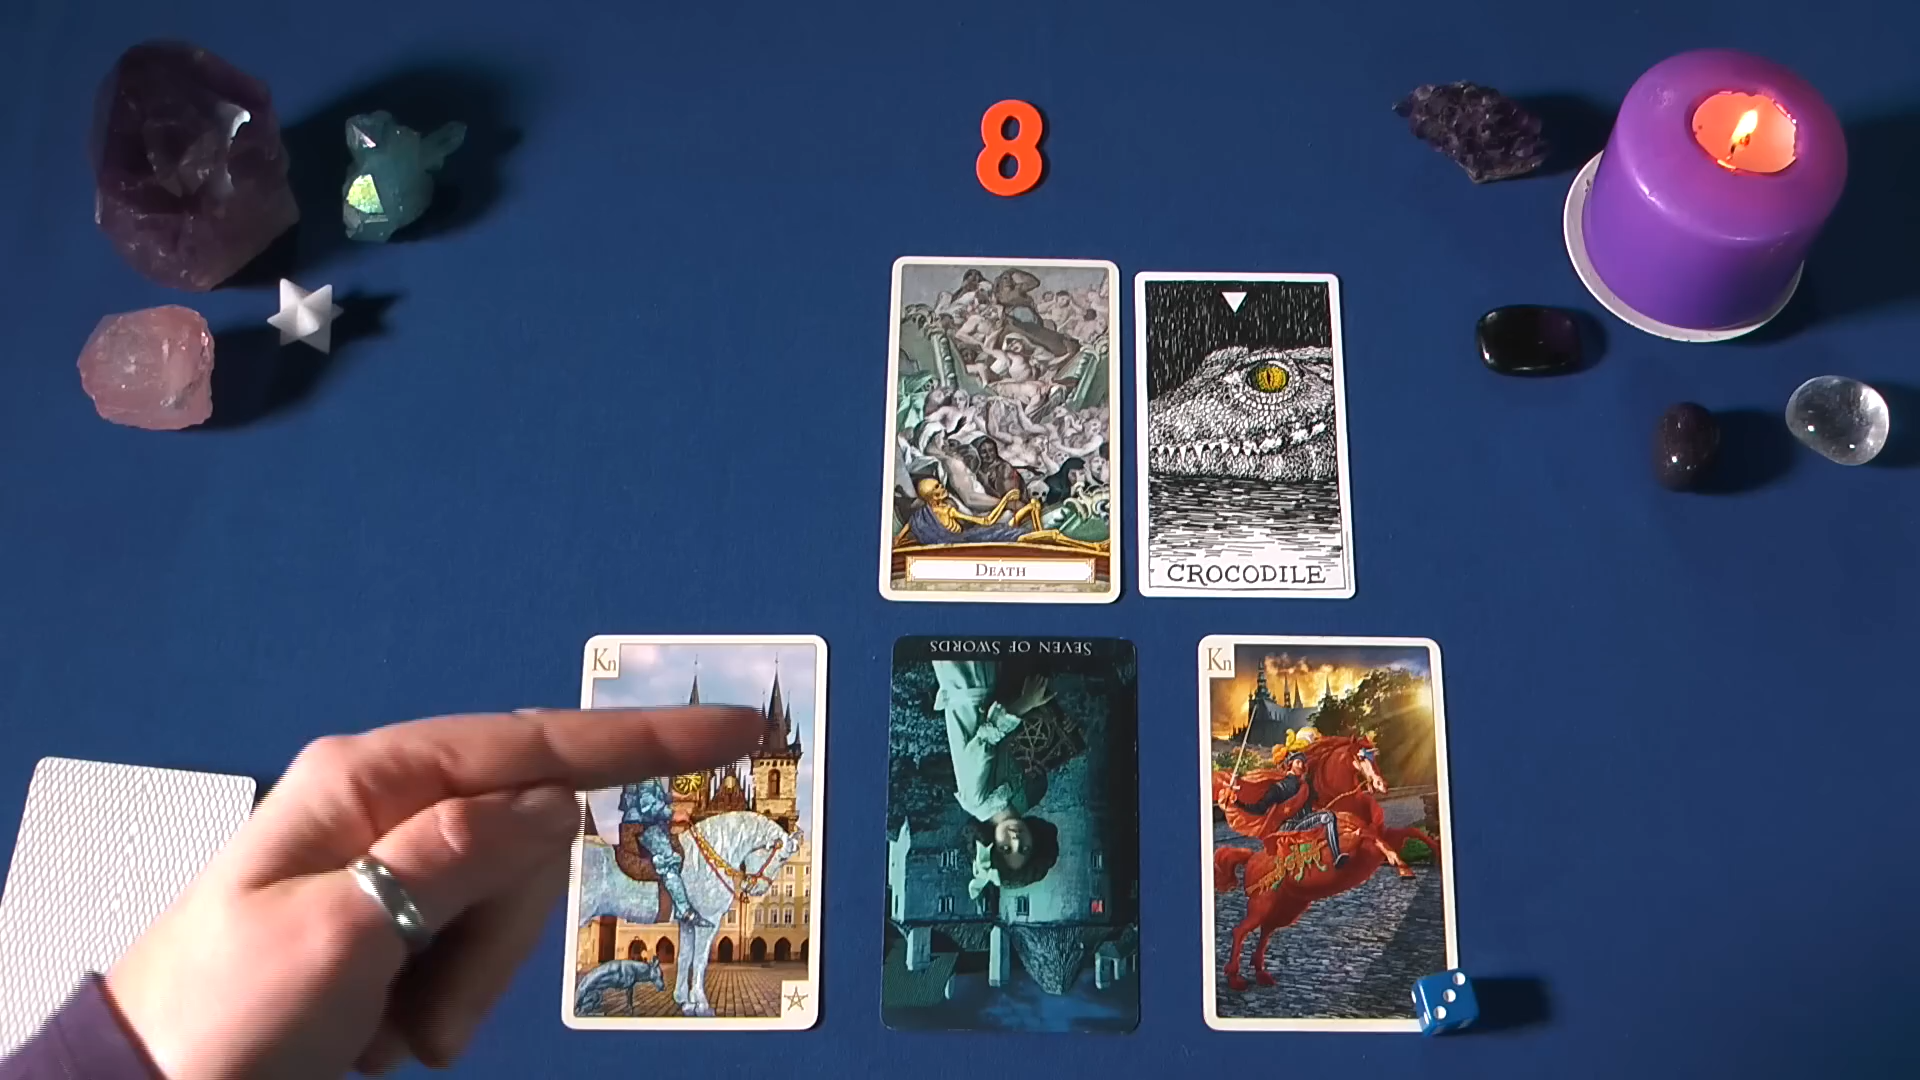 8
DEATH
CROCODILE
Kn
SEVEN OF SWORDS
Kn